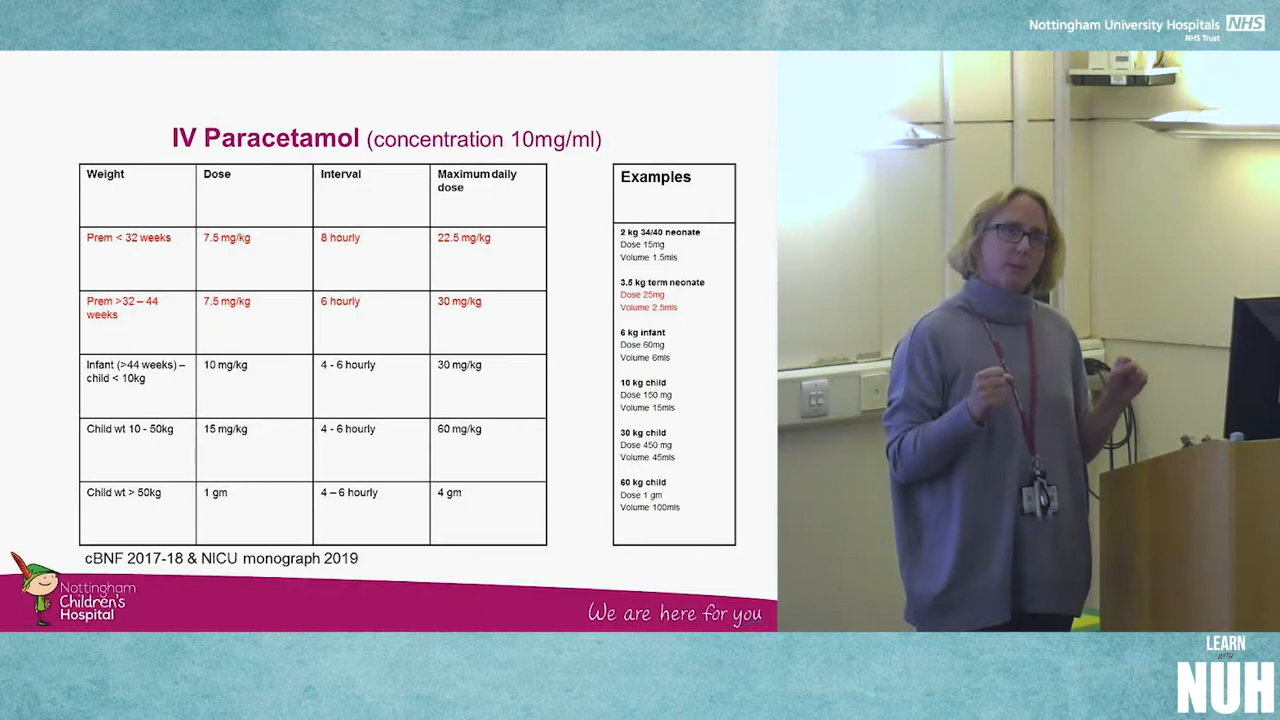 Nottingham University Hospitals NHS
NHS Trust
IV Paracetamol (concentration 10mg/ml)
Weight Dose Interval Maximum daily
dose
Prem < 32 weeks 7.5 mg/kg 8 hourly 22.5 mg/kg
Prem >32 – 44 7.5 mg/kg 6 hourly 30 mg/kg
weeks
Infant (>44 weeks) – 10 mg/kg 4 - 6 hourly 30 mg/kg
child < 10kg
Child wt 10 - 50kg 15 mg/kg 4 - 6 hourly 60 mg/kg
Child wt > 50kg 1 gm 4 – 6 hourly 4 gm
Examples
2 kg 34/40 neonate
Dose 15mg
Volume 1.5mls
3.5 kg term neonate
Dose 25mg
Volume 2.5mls
6 kg infant
Dose 60mg
Volume 6mls
10 kg child
Dose 150 mg
Volume 15mls
30 kg child
Dose 450 mg
Volume 45mls
60 kg child
Dose 1 gm
Volume 100mls
cBNF 2017-18 & NICU monograph 2019
Nottingham
Children's
Hospital
We are here for you
LEARN
WITH
NUH